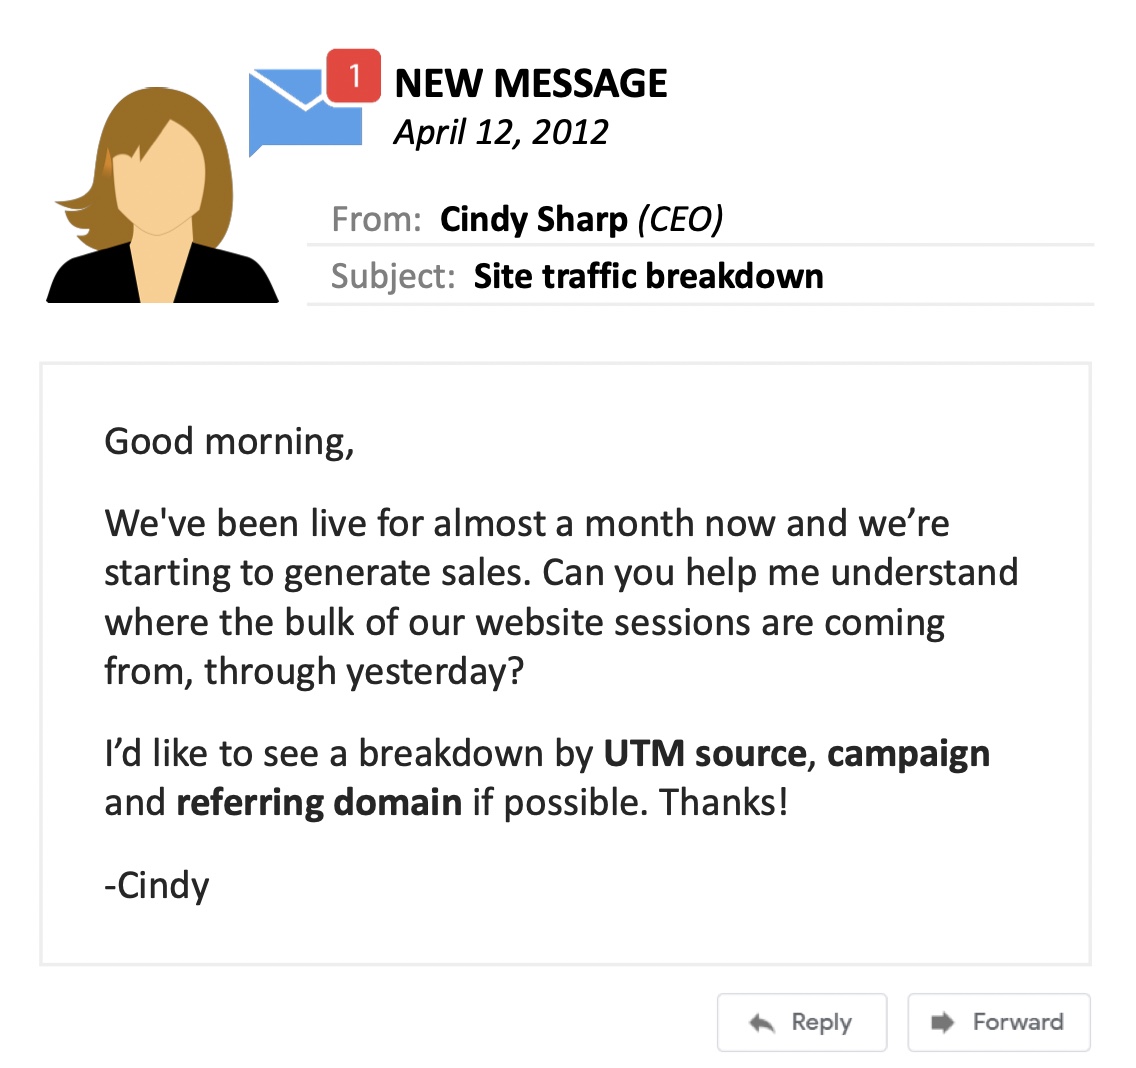 1
NEW MESSAGE
April 12, 2012
From: Cindy Sharp (CEO)
Subject: Site traffic breakdown
Good morning,
We've been live for almost a month now and we’re
starting to generate sales. Can you help me understand
where the bulk of our website sessions are coming
from, through yesterday?
I’d like to see a breakdown by UTM source, campaign
and referring domain if possible. Thanks!
-Cindy
Reply
Forward